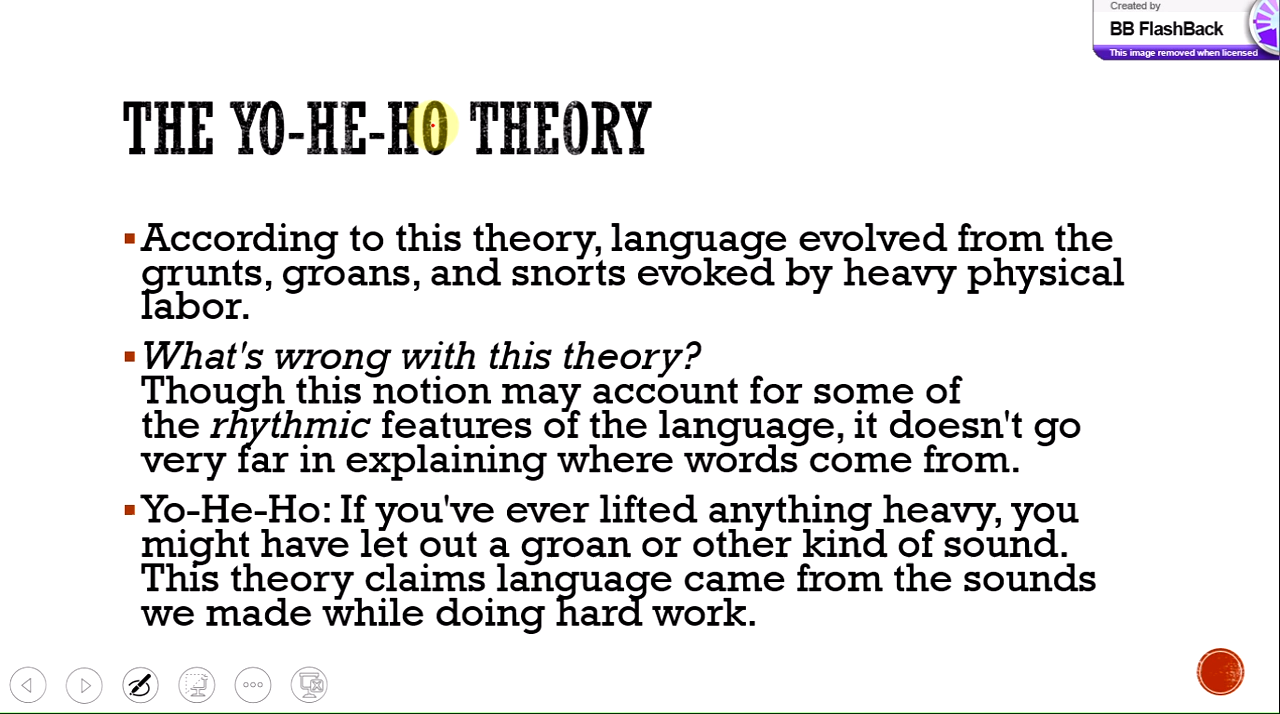 Created by
BB FlashBack
This image removed when licensed
THE YO-HE-HO THEORY
According to this theory, language evolved from the
grunts, groans, and snorts evoked by heavy physical
labor.
What's wrong with this theory?
Though this notion may account for some of
the rhythmic features of the language, it doesn't go
very far in explaining where words come from.
Yo-He-Ho: If you've ever lifted anything heavy, you
might have let out a groan or other kind of sound.
This theory claims language came from the sounds
we made while doing hard work.